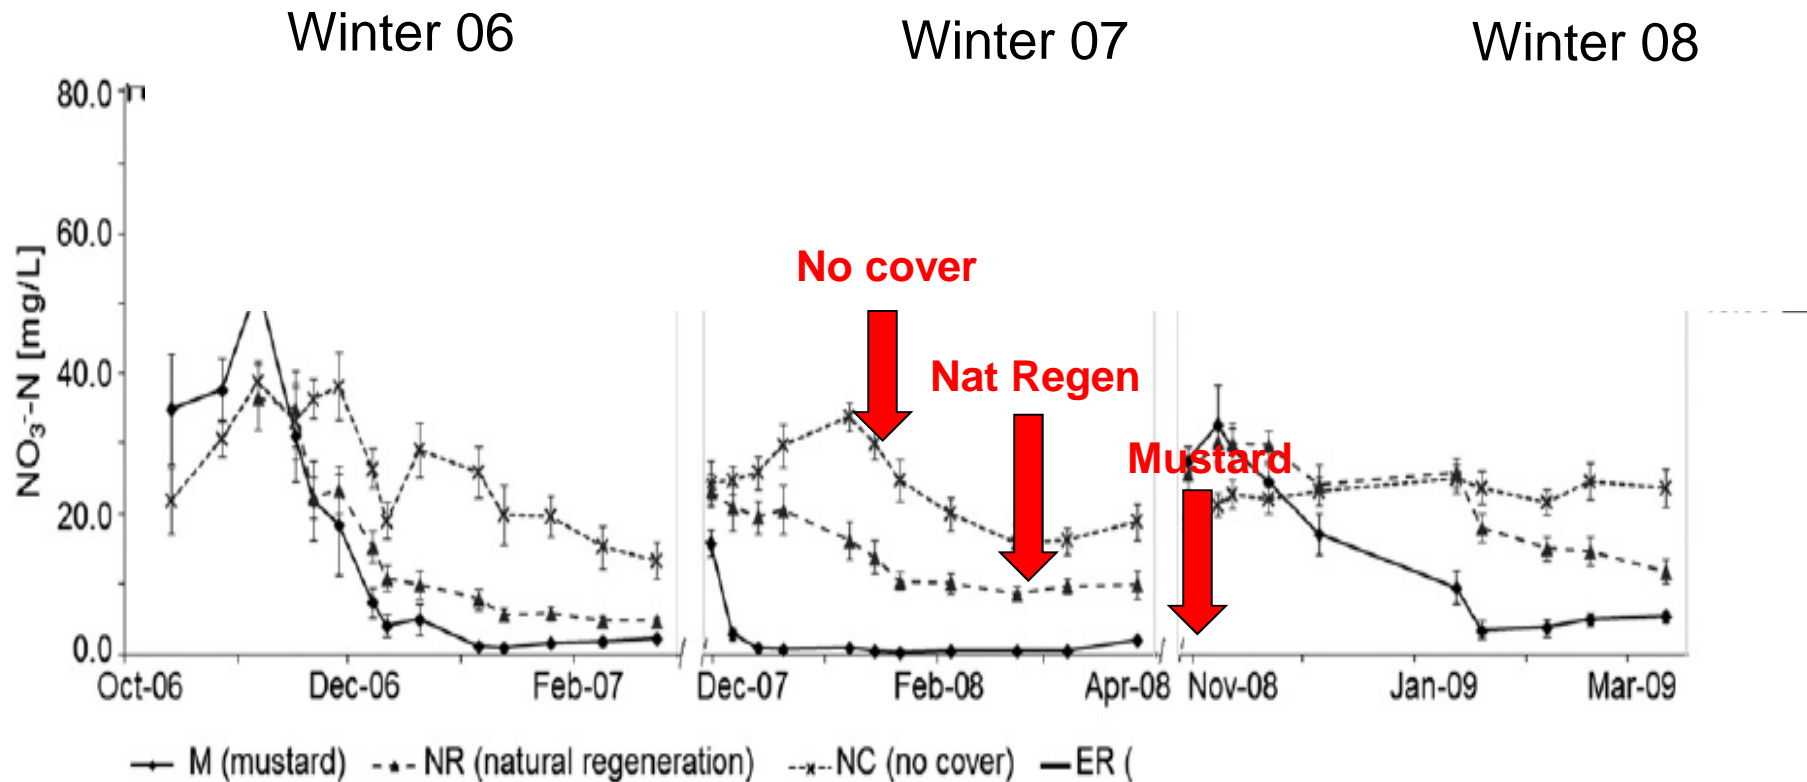 Winter 06
Winter 07
Winter 08
80.0
60.0
40.0
20.0
0.0
NO₃⁻-N [mg/L]
No cover
Nat Regen
Mustard
Oct-06 Dec-06 Feb-07 Dec-07 Feb-08 Apr-08 Nov-08 Jan-09 Mar-09
M (mustard) NR (natural regeneration) NC (no cover) ER (